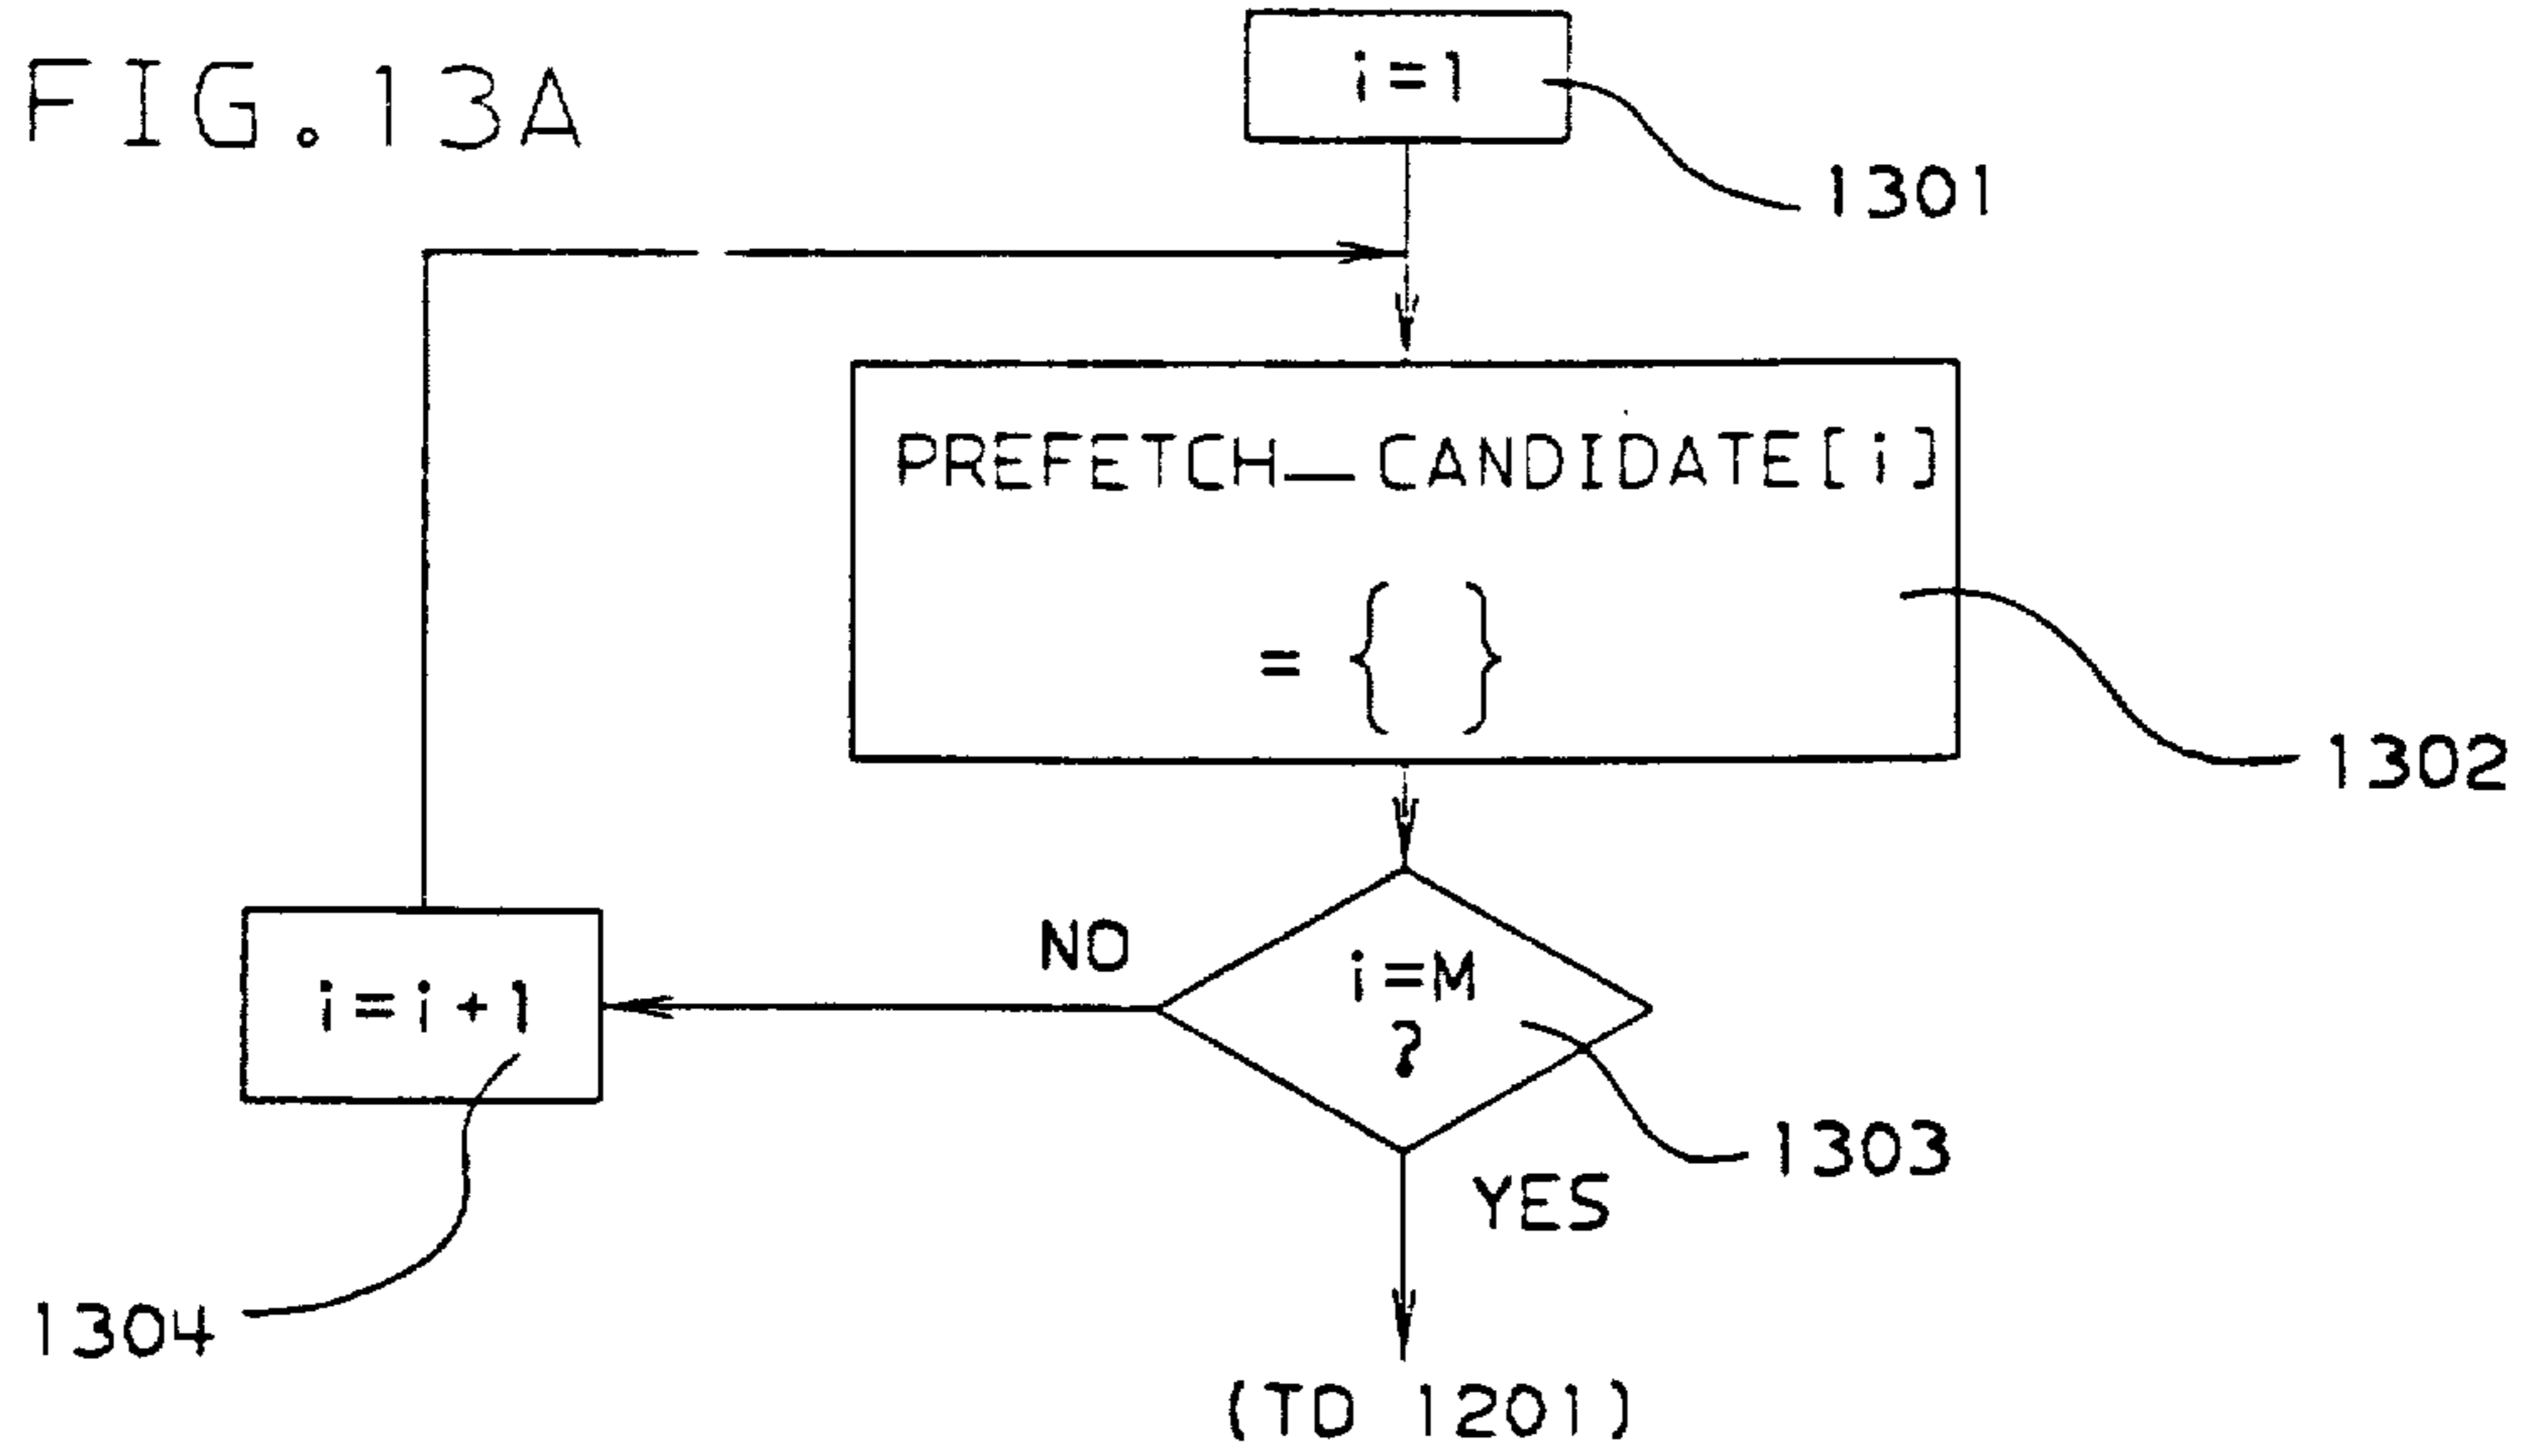 FIG. 13A
i=1
1301
PREFETCH_CANDIDATE[i]
= { }
1302
NO
i=M
?
i=i+1
1303
YES
1304
(TO 1201)